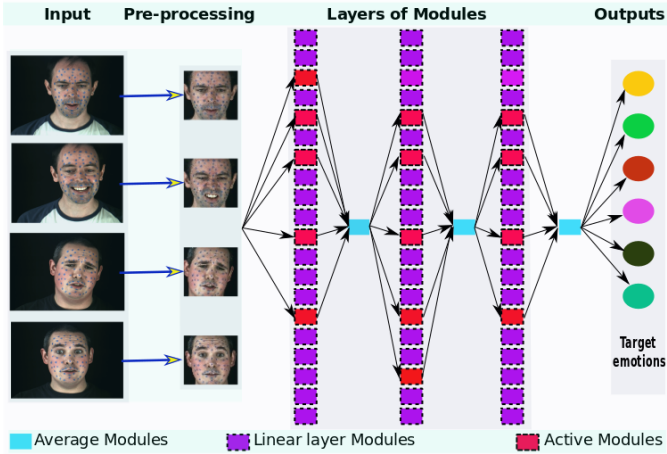 Input Pre-processing Layers of Modules Outputs
Target
emotions
Average Modules Linear layer Modules Active Modules